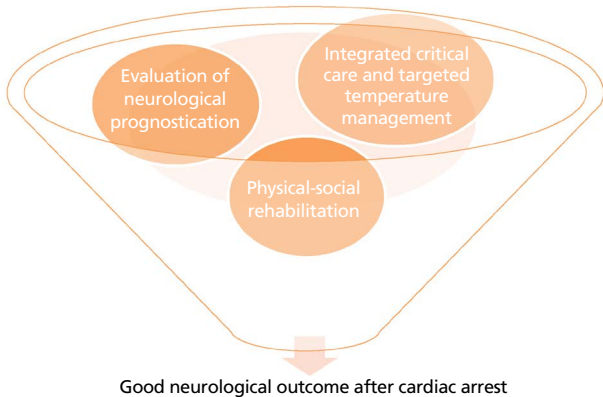 Evaluation of
neurological
prognostication
Integrated critical
care and targeted
temperature
management
Physical-social
rehabilitation
Good neurological outcome after cardiac arrest